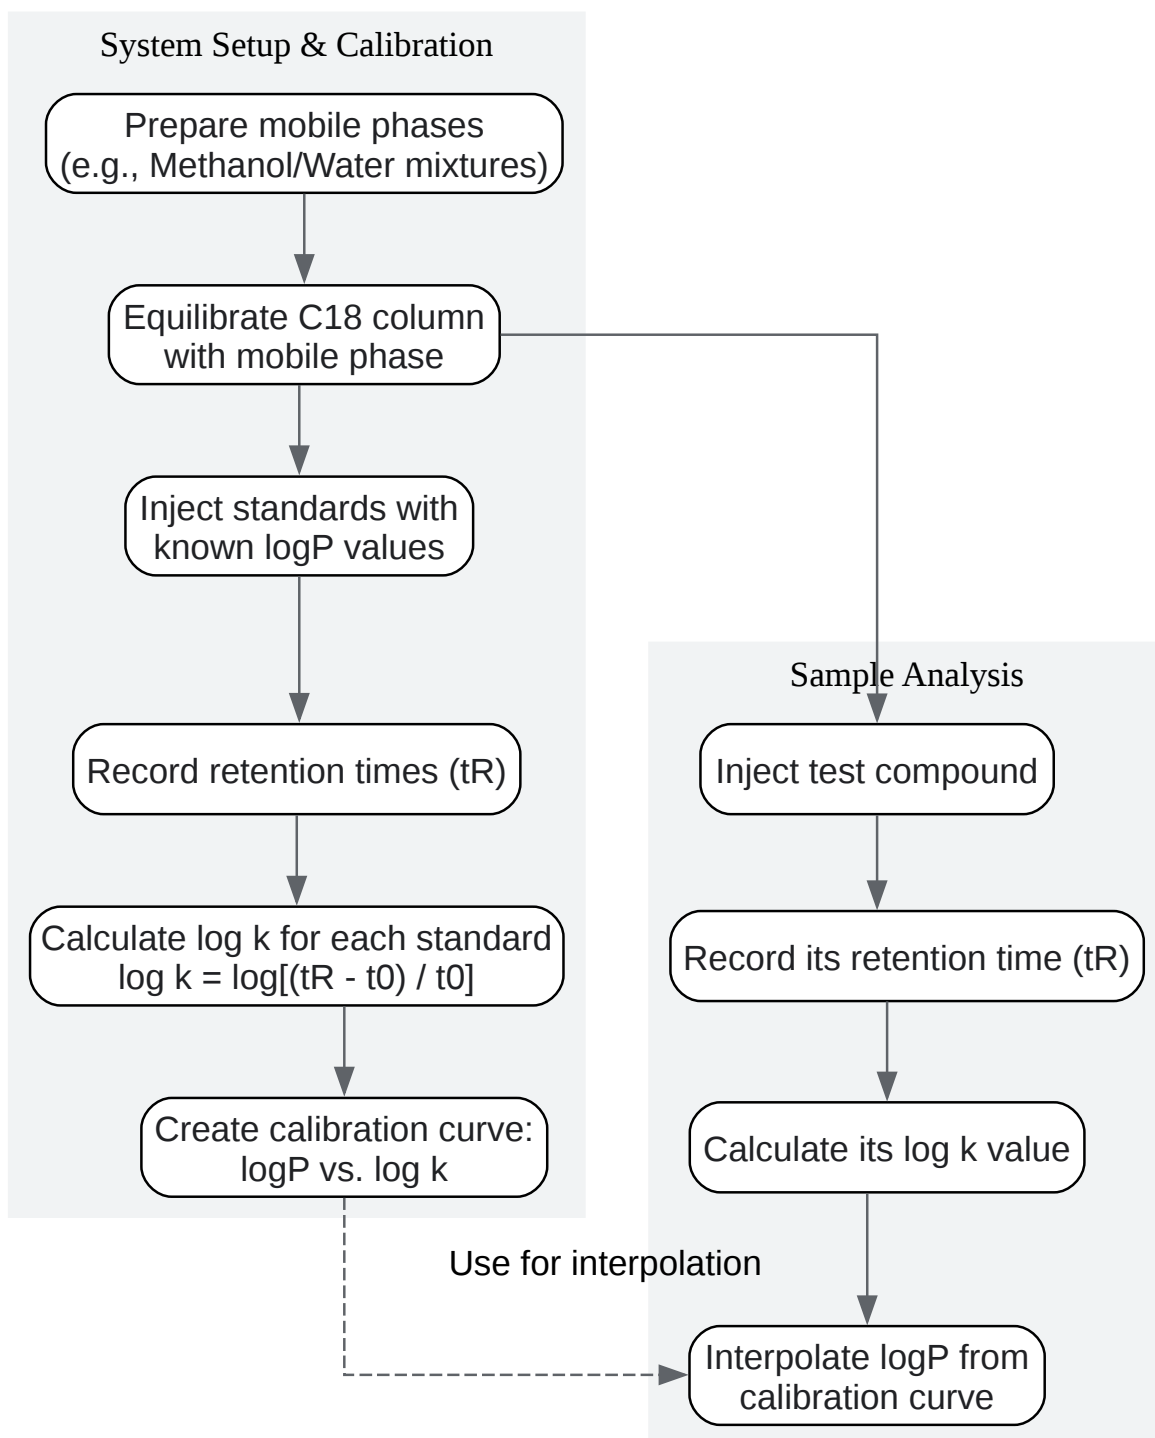 System Setup & Calibration
Prepare mobile phases
(e.g., Methanol/Water mixtures)
Equilibrate C18 column
with mobile phase
Inject standards with
known logP values
Record retention times (tR)
Calculate log k for each standard
log k = log[(tR - t0) / t0]
Create calibration curve:
logP vs. log k
Use for interpolation
Sample Analysis
Inject test compound
Record its retention time (tR)
Calculate its log k value
Interpolate logP from
calibration curve